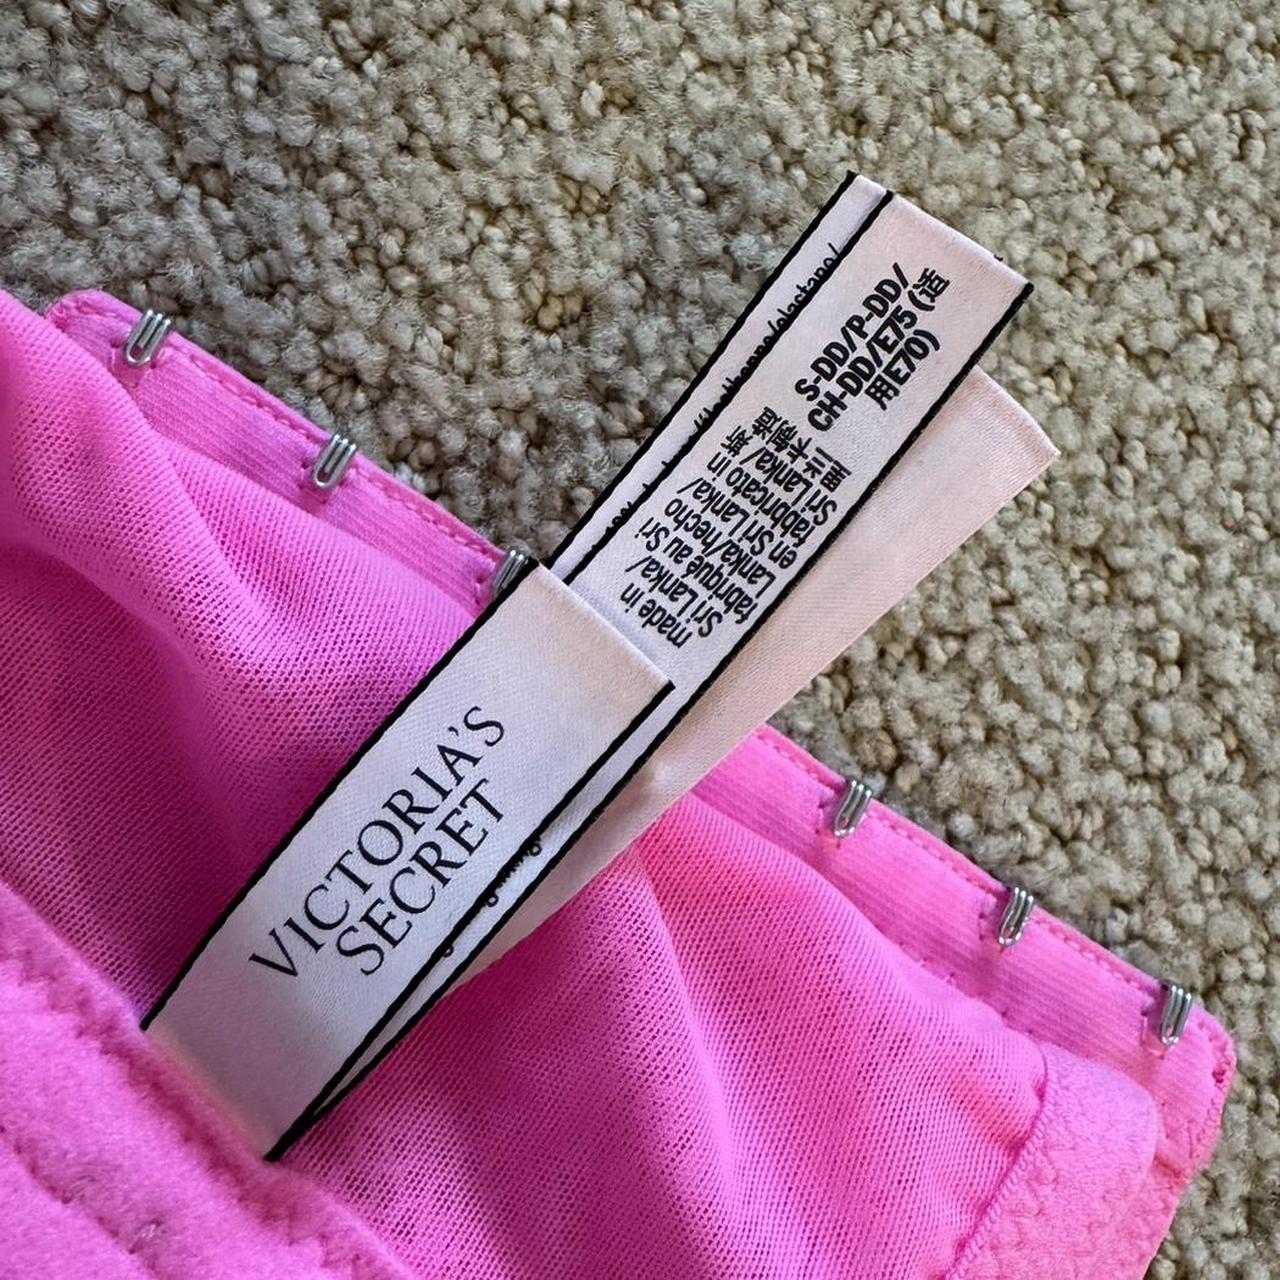 VICTORIA'S
SECRET
S-DD/P-DD/
CH-DD/E75 (适
用E70)
made in
Sri Lanka/
fabriqué au Sri
Lanka/hecho
en Sri Lanka/
fabbricato in
Sri Lanka/斯
里兰卡制造